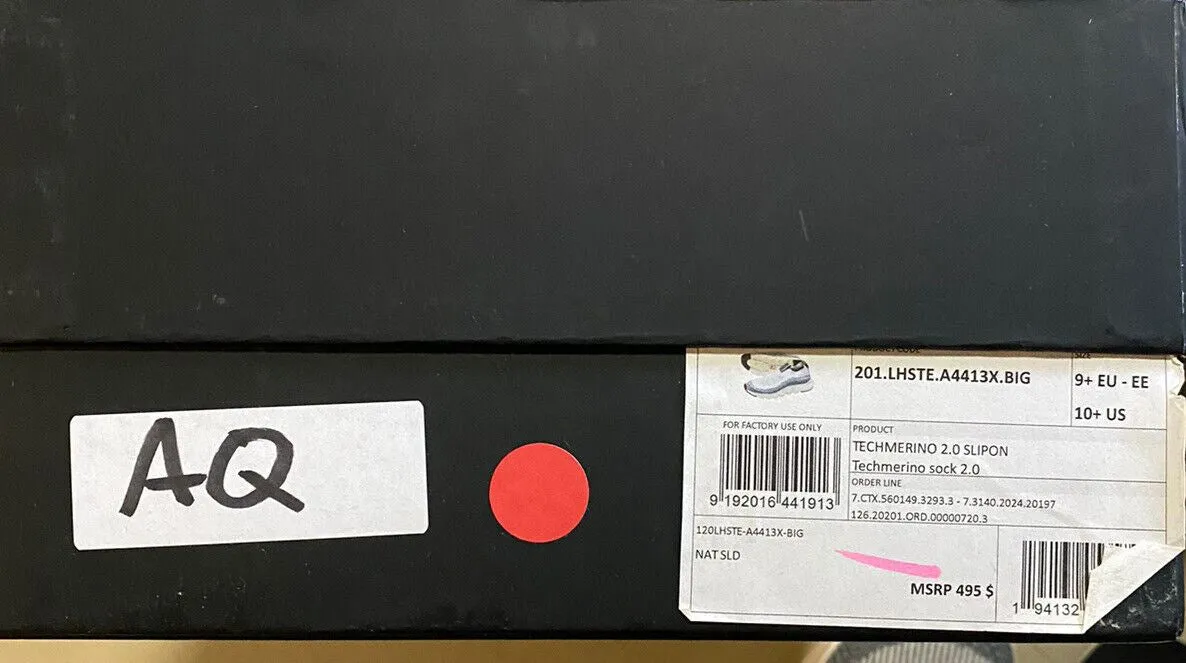 AQ
201.LHSTE.A4413X.BIG
SIZE
9+ EU - EE
10+ US
FOR FACTORY USE ONLY
9 192016 441913
PRODUCT
TECHMERINO 2.0 SLIPON
Techmerino sock 2.0
ORDER LINE
7.CTX.560149.3293.3 - 7.3140.2024.20197
126.20201.ORD.00000720.3
120LHSTE-A4413X-BIG
NAT SLD
MSRP 495 $
1 94132